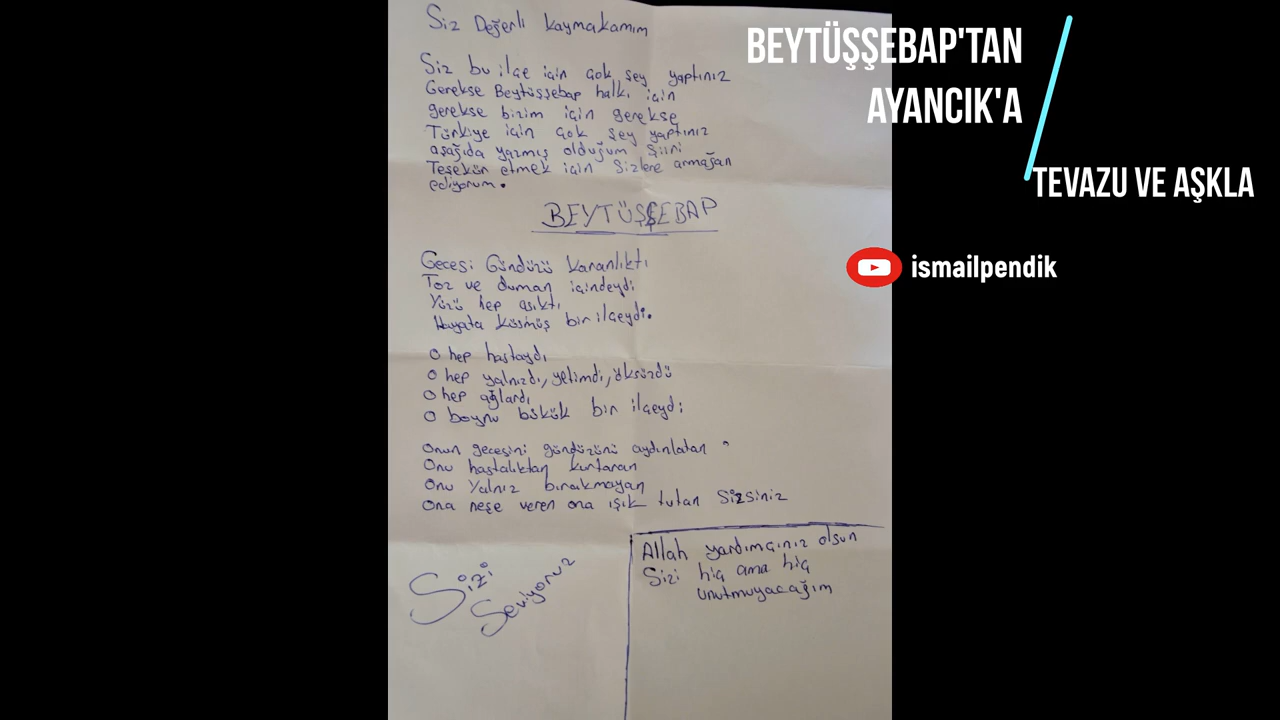 Siz Değerli Kaymakamım
Siz bu ilçe için çok şey yaptınız
Gerekse Beytüşşebap halkı için
gerekse bizim için gerekse
Türkiye için çok şey yaptınız
aşağıda yazmış olduğum şiiri
Teşekür etmek için sizlere armağan
ediyorum.
BEYTÜŞŞEBAP
Gecesi Gündüzü karanlıktı
Toz ve duman içindeydi
Yüzü hep asıktı
Hayata küsmüş bir ilçeydi.
O hep hastaydı
O hep yalnızdı, yetimdi, öksüzdü
O hep ağlardı
O boynu bükük bir ilçeydi
Onun gecesini gündüzünü aydınlatan
Onu hastalıktan kurtaran
Onu Yalnız bırakmayan
Ona neşe veren ona ışık tutan Sizsiniz
Sizi
Seviyoruz
Allah yardımçınız olsun
Sizi hiç ama hiç
unutmuyacağım
BEYTÜŞŞEBAP'TAN
AYANCIK'A
TEVAZU VE AŞKLA
ismailpendik